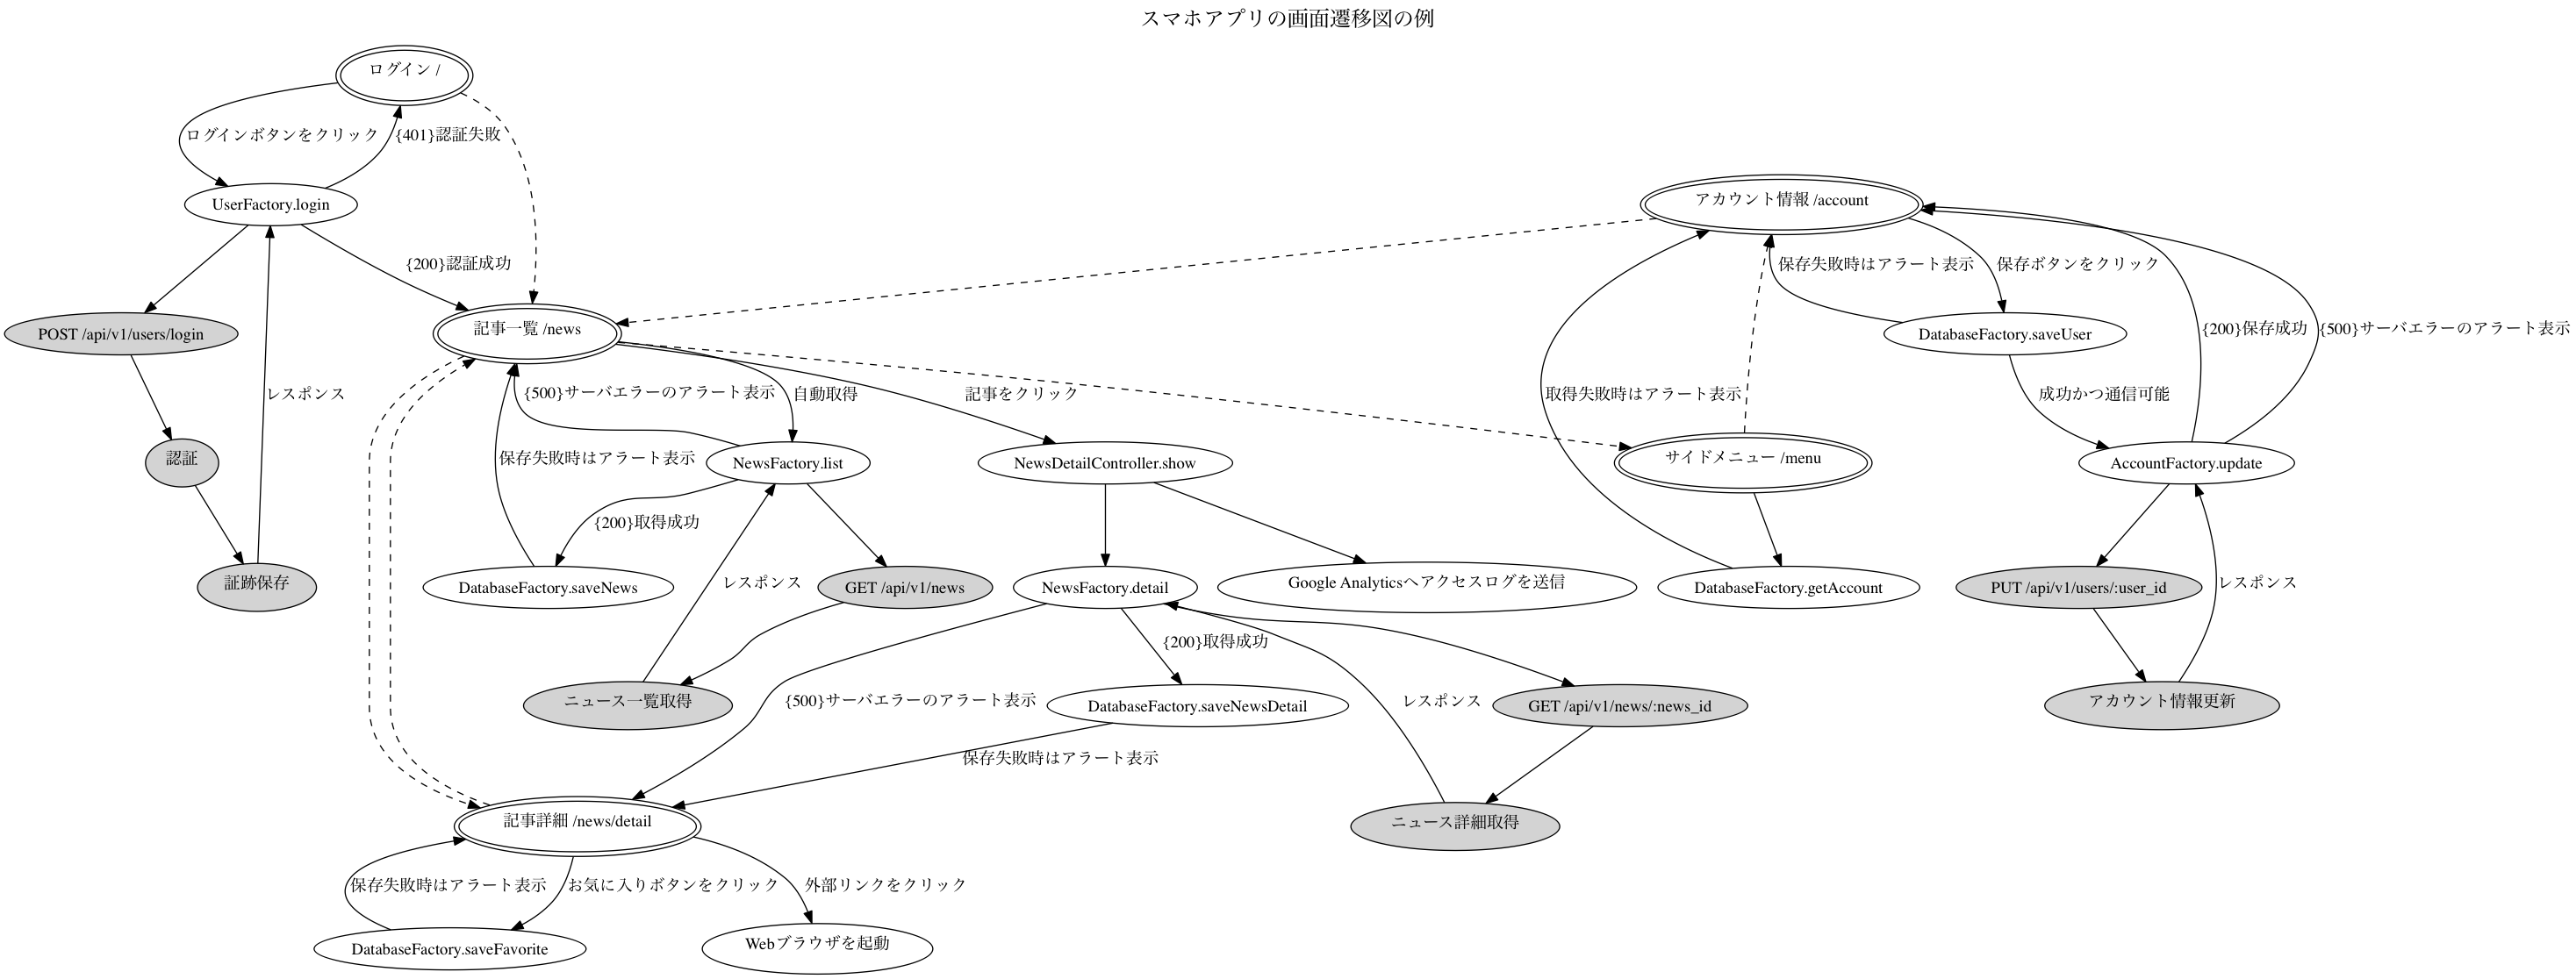 スマホアプリの画面遷移図の例
ログイン /
ログインボタンをクリック
{401}認証失敗
UserFactory.login
アカウント情報 /account
{200}認証成功
保存失敗時はアラート表示
保存ボタンをクリック
POST /api/v1/users/login
記事一覧 /news
DatabaseFactory.saveUser
{200}保存成功
{500}サーバエラーのアラート表示
レスポンス
{500}サーバエラーのアラート表示
自動取得
記事をクリック
取得失敗時はアラート表示
成功かつ通信可能
認証
保存失敗時はアラート表示
NewsFactory.list
NewsDetailController.show
サイドメニュー /menu
AccountFactory.update
{200}取得成功
証跡保存
DatabaseFactory.saveNews
レスポンス
GET /api/v1/news
NewsFactory.detail
Google Analyticsへアクセスログを送信
DatabaseFactory.getAccount
PUT /api/v1/users/:user_id
レスポンス
{200}取得成功
ニュース一覧取得
{500}サーバエラーのアラート表示
DatabaseFactory.saveNewsDetail
レスポンス
GET /api/v1/news/:news_id
アカウント情報更新
保存失敗時はアラート表示
記事詳細 /news/detail
ニュース詳細取得
保存失敗時はアラート表示
お気に入りボタンをクリック
外部リンクをクリック
DatabaseFactory.saveFavorite
Webブラウザを起動